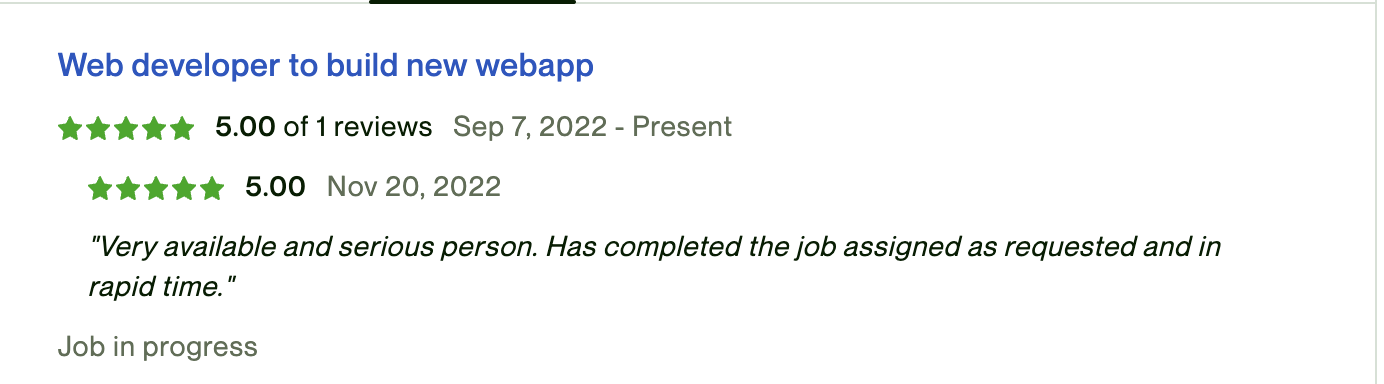 Web developer to build new webapp
5.00 of 1 reviews Sep 7, 2022 - Present
5.00 Nov 20, 2022
"Very available and serious person. Has completed the job assigned as requested and in
rapid time."
Job in progress